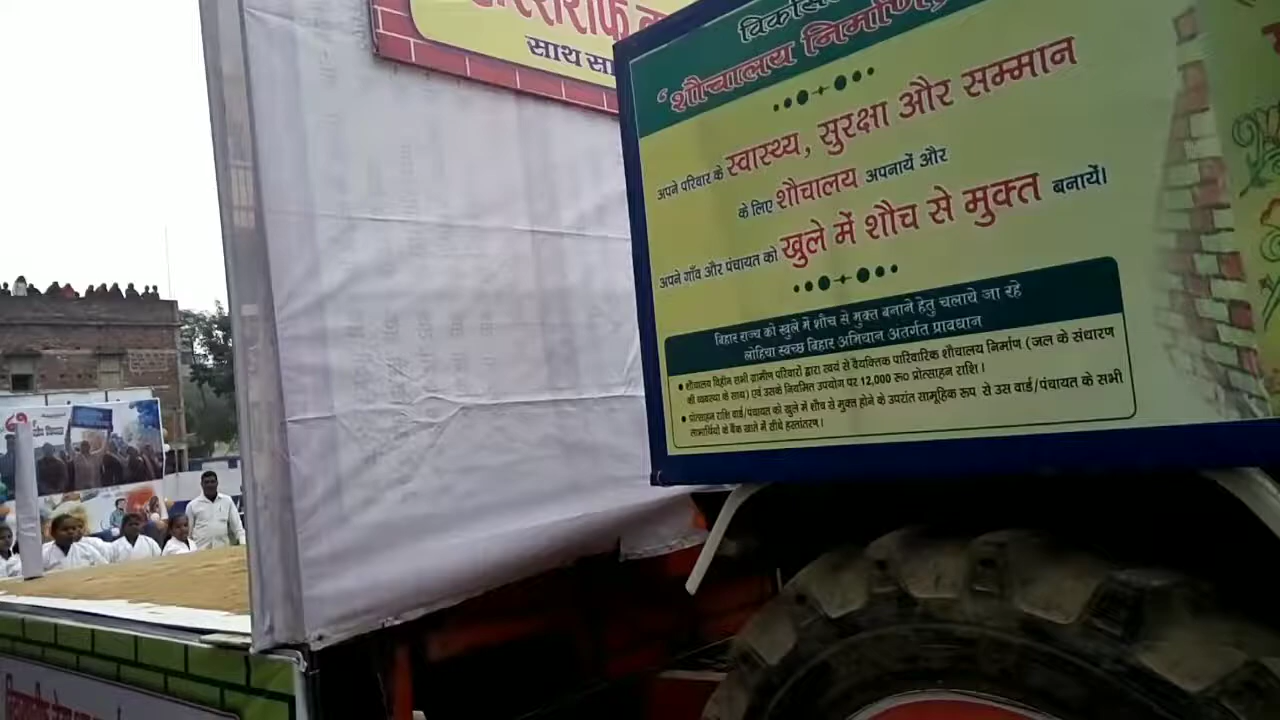 साथ
विकसित
शौचालय निर्माण
अपने परिवार के स्वास्थ्य, सुरक्षा और सम्मान
के लिए शौचालय अपनायें और
अपने गाँव और पंचायत को खुले में शौच से मुक्त बनायें।
बिहार राज्य को खुले में शौच से मुक्त बनाने हेतु चलाये जा रहे
लोहिया स्वच्छ बिहार अभियान अंतर्गत प्रावधान
• शौचालय विहीन सभी ग्रामीण परिवारों द्वारा स्वयं से वैयक्तिक पारिवारिक शौचालय निर्माण (जल के संधारण
की व्यवस्था के साथ) एवं उसके नियमित उपयोग पर 12,000 रू० प्रोत्साहन राशि।
• प्रोत्साहन राशि वार्ड/पंचायत को खुले में शौच से मुक्त होने के उपरांत सामूहिक रूप से उस वार्ड/पंचायत के सभी
लाभार्थियों के बैंक खाते में सीधे हस्तांतरण।